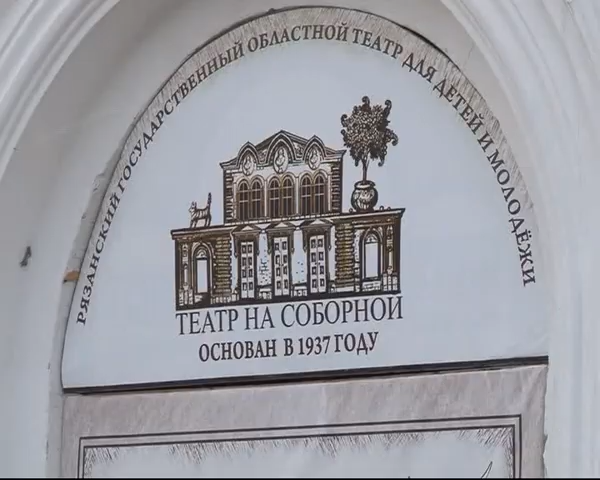 РЯЗАНСКИЙ ГОСУДАРСТВЕННЫЙ ОБЛАСТНОЙ ТЕАТР ДЛЯ ДЕТЕЙ И МОЛОДЁЖИ
ТЕАТР НА СОБОРНОЙ
ОСНОВАН В 1937 ГОДУ